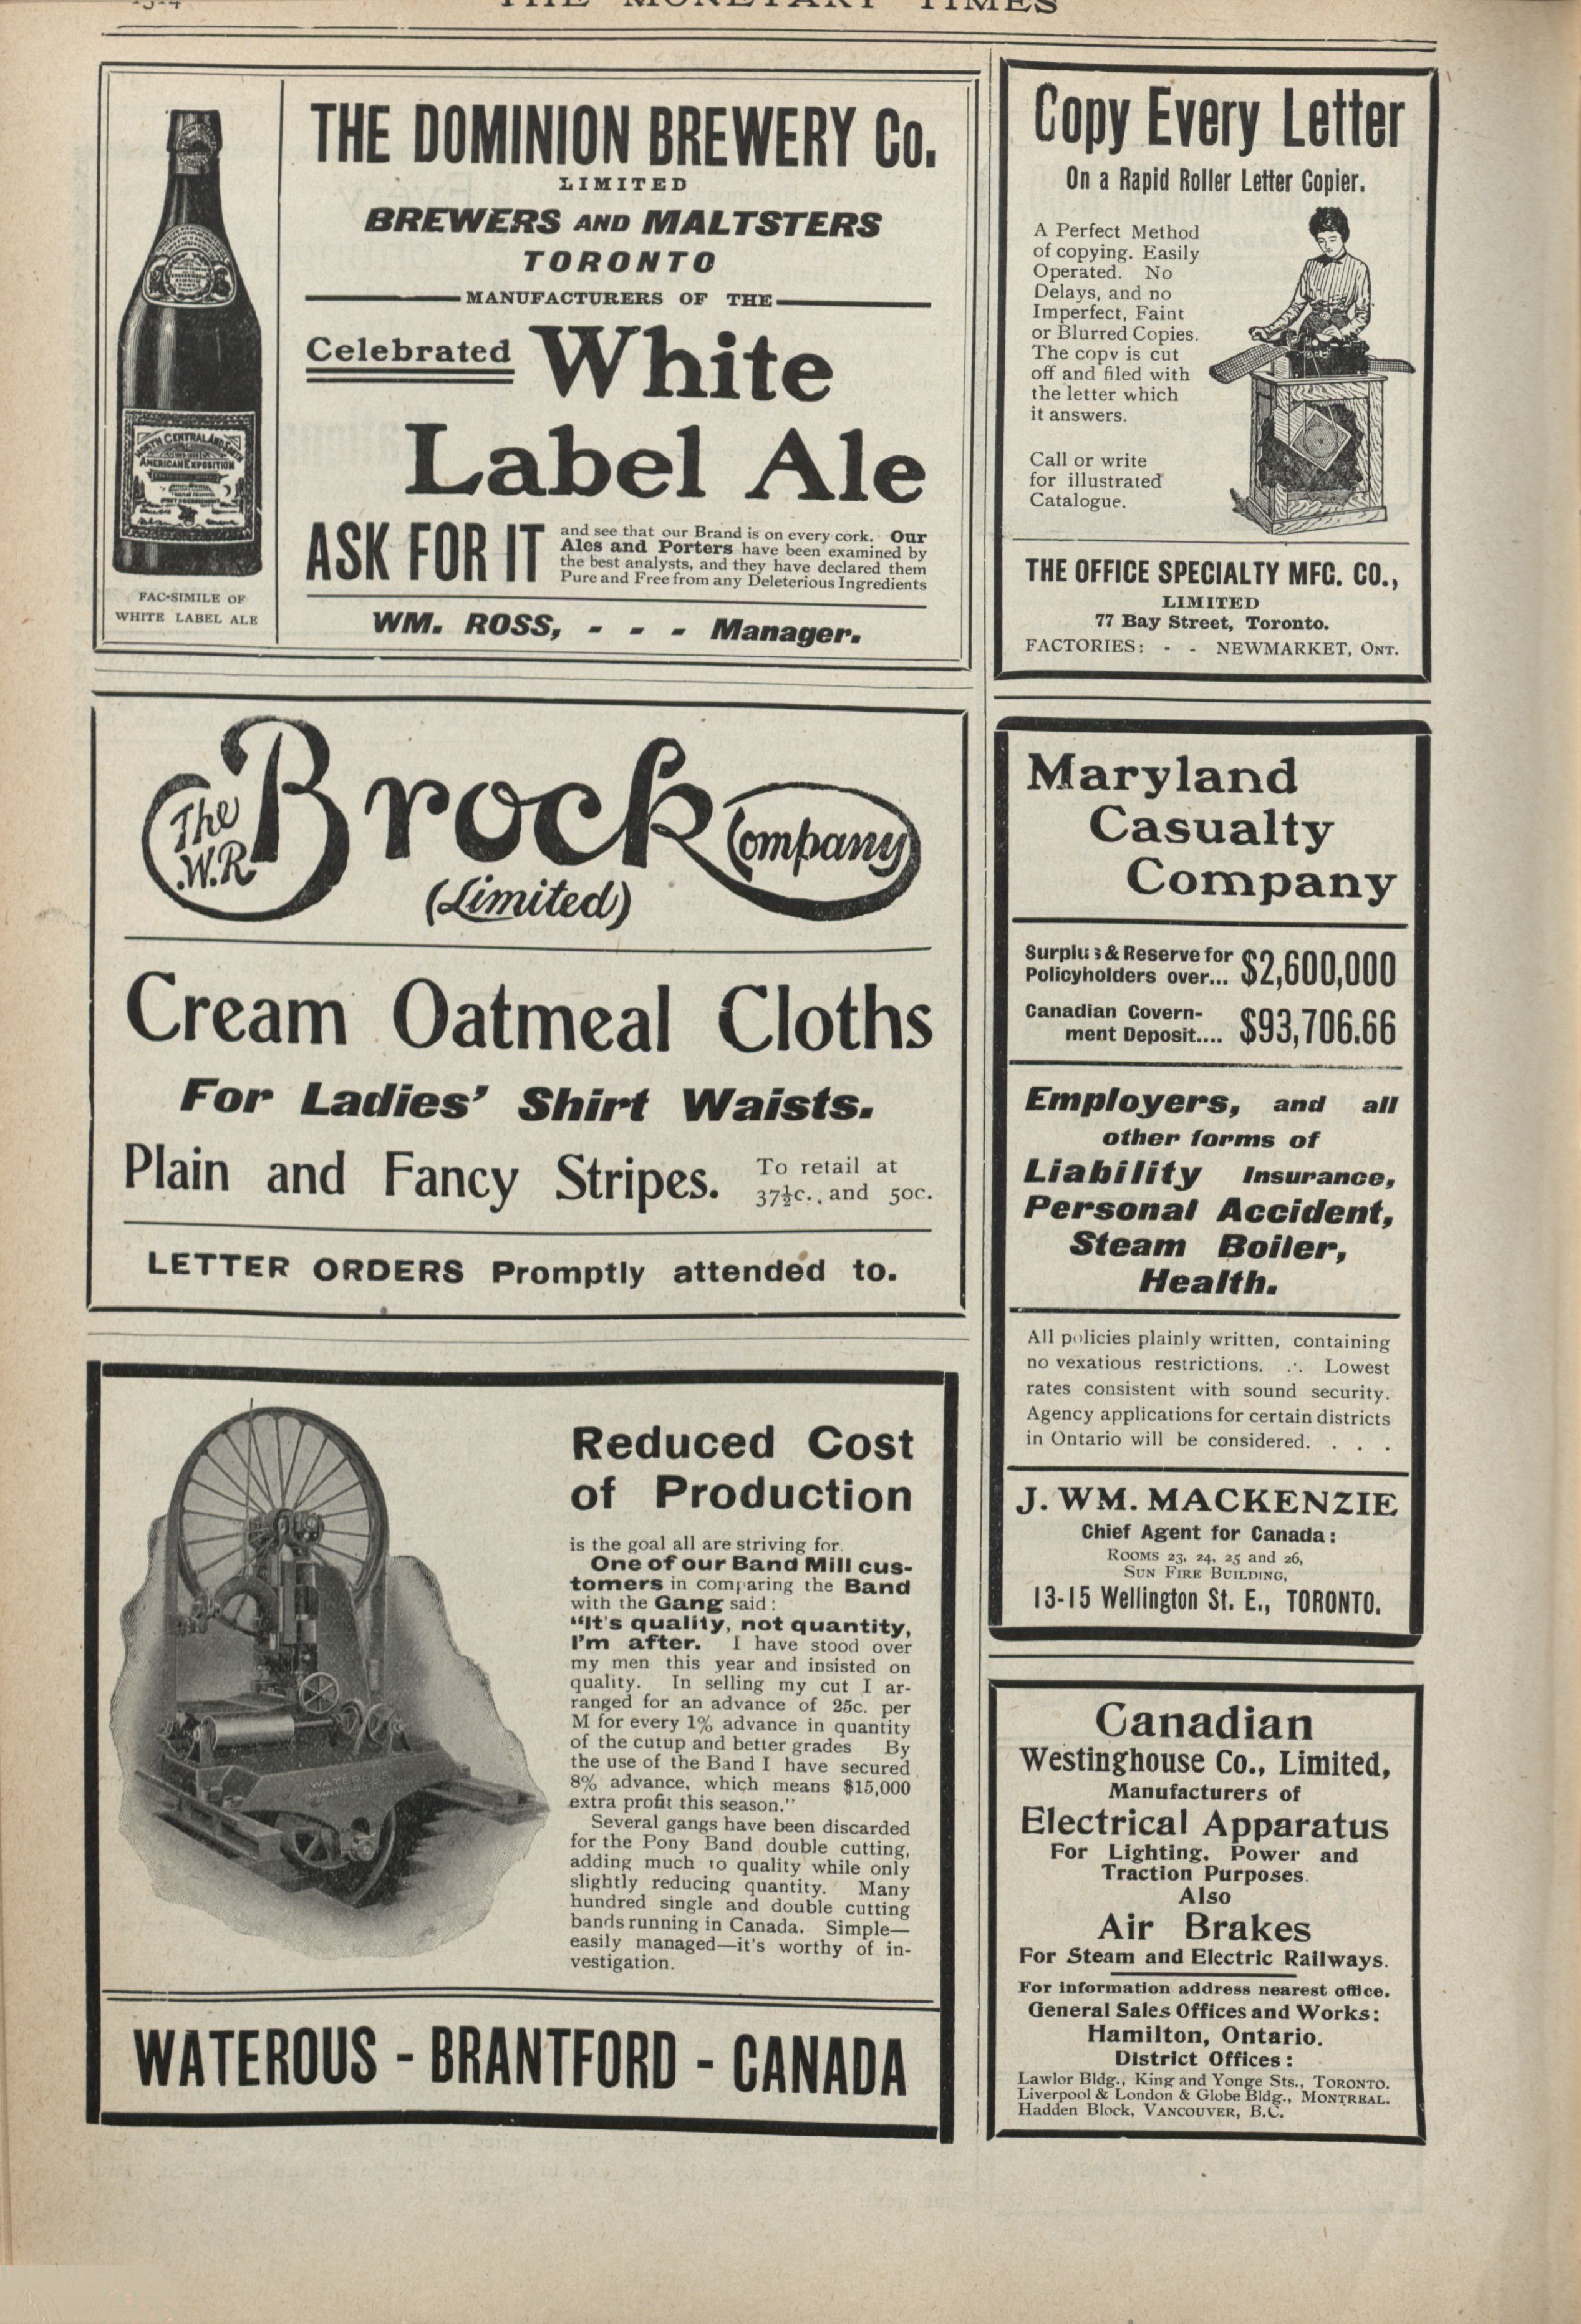 THE MONETARY TIMES
THE DOMINION BREWERY Co.
LIMITED
BREWERS AND MALTSTERS
TORONTO
MANUFACTURERS OF THE
Celebrated White
Label Ale
ASK FOR IT
and see that our Brand is on every cork. Our
Ales and Porters have been examined by
the best analysts, and they have declared them
Pure and Free from any Deleterious Ingredients
WM. ROSS, - - - Manager.
NORTH CENTRAL AND SOUTH
AMERICAN EXPOSITION
FAC-SIMILE OF
WHITE LABEL ALE
Copy Every Letter
On a Rapid Roller Letter Copier.
A Perfect Method
of copying. Easily
Operated. No
Delays, and no
Imperfect, Faint
or Blurred Copies.
The copy is cut
off and filed with
the letter which
it answers.
Call or write
for illustrated
Catalogue.
THE OFFICE SPECIALTY MFG. CO.,
LIMITED
77 Bay Street, Toronto.
FACTORIES: - - NEWMARKET, ONT.
The W.R. Brock Company
(Limited)
Cream Oatmeal Cloths
For Ladies' Shirt Waists.
Plain and Fancy Stripes.
To retail at
37½c., and 50c.
LETTER ORDERS Promptly attended to.
Maryland
Casualty
Company
Surplus & Reserve for
Policyholders over... $2,600,000
Canadian Govern-
ment Deposit.... $93,706.66
Employers, and all
other forms of
Liability Insurance,
Personal Accident,
Steam Boiler,
Health.
All policies plainly written, containing
no vexatious restrictions. .·. Lowest
rates consistent with sound security.
Agency applications for certain districts
in Ontario will be considered. . . .
J. WM. MACKENZIE
Chief Agent for Canada:
ROOMS 23, 24, 25 and 26,
SUN FIRE BUILDING,
13-15 Wellington St. E., TORONTO.
Reduced Cost
of Production
is the goal all are striving for.
One of our Band Mill cus-
tomers in comparing the Band
with the Gang said:
"It's quality, not quantity,
I'm after. I have stood over
my men this year and insisted on
quality. In selling my cut I ar-
ranged for an advance of 25c. per
M for every 1% advance in quantity
of the cutup and better grades By
the use of the Band I have secured
8% advance, which means $15,000
extra profit this season."
Several gangs have been discarded
for the Pony Band double cutting,
adding much to quality while only
slightly reducing quantity. Many
hundred single and double cutting
bands running in Canada. Simple—
easily managed—it's worthy of in-
vestigation.
WATEROUS - BRANTFORD - CANADA
Canadian
Westinghouse Co., Limited,
Manufacturers of
Electrical Apparatus
For Lighting, Power and
Traction Purposes.
Also
Air Brakes
For Steam and Electric Railways.
For information address nearest office.
General Sales Offices and Works:
Hamilton, Ontario.
District Offices:
Lawlor Bldg., King and Yonge Sts., TORONTO.
Liverpool & London & Globe Bldg., MONTREAL.
Hadden Block, VANCOUVER, B.C.